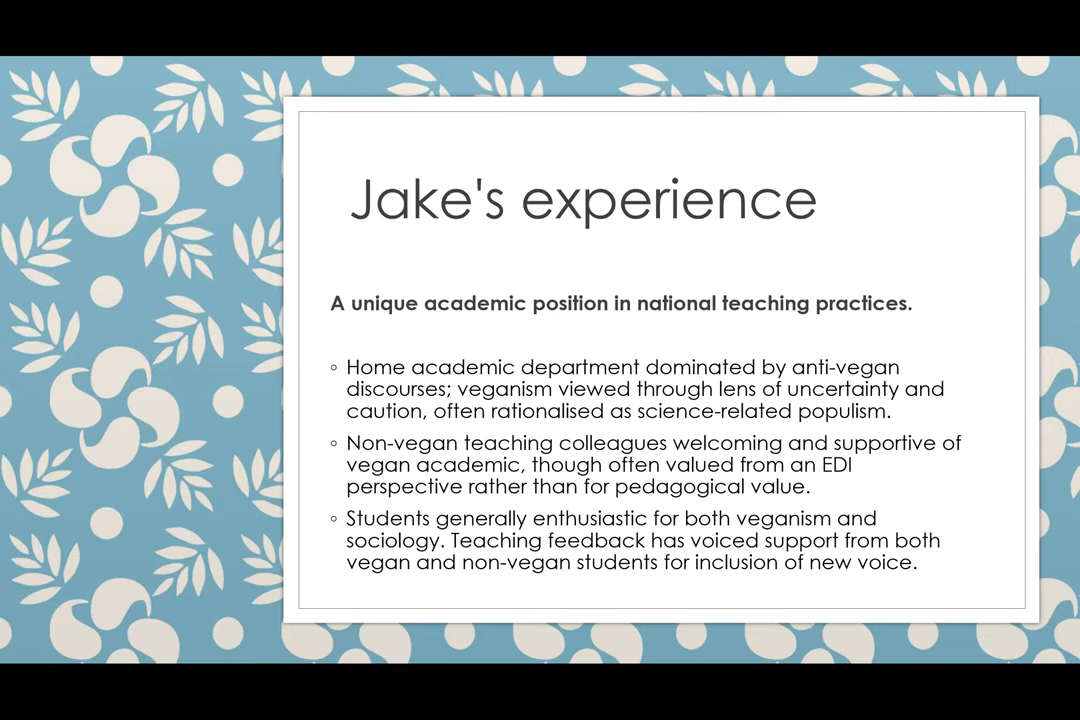 Jake's experience
A unique academic position in national teaching practices.
◦ Home academic department dominated by anti-vegan
discourses; veganism viewed through lens of uncertainty and
caution, often rationalised as science-related populism.
◦ Non-vegan teaching colleagues welcoming and supportive of
vegan academic, though often valued from an EDI
perspective rather than for pedagogical value.
◦ Students generally enthusiastic for both veganism and
sociology. Teaching feedback has voiced support from both
vegan and non-vegan students for inclusion of new voice.